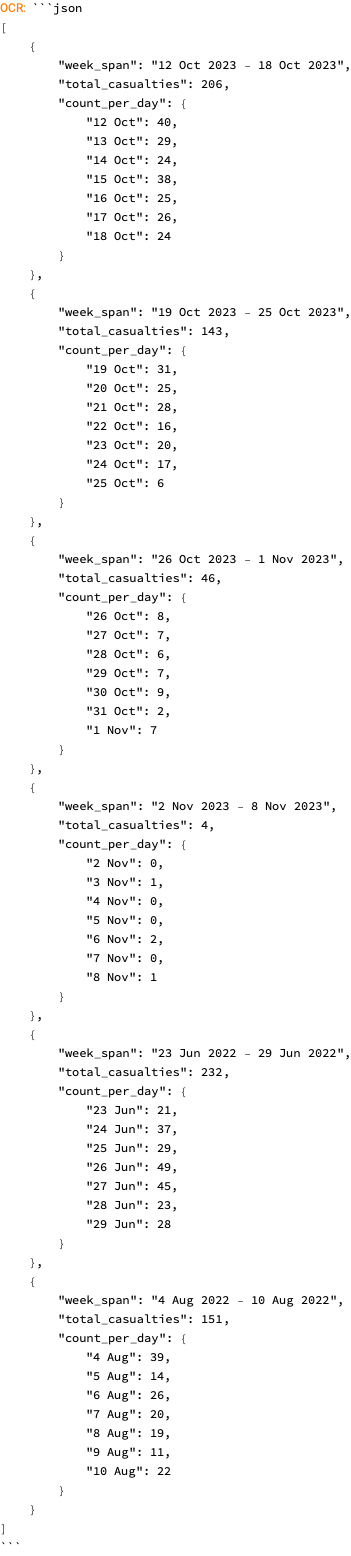 OCR: ```json
[
    {
        "week_span": "12 Oct 2023 – 18 Oct 2023",
        "total_casualties": 206,
        "count_per_day": {
            "12 Oct": 40,
            "13 Oct": 29,
            "14 Oct": 24,
            "15 Oct": 38,
            "16 Oct": 25,
            "17 Oct": 26,
            "18 Oct": 24
        }
    },
    {
        "week_span": "19 Oct 2023 – 25 Oct 2023",
        "total_casualties": 143,
        "count_per_day": {
            "19 Oct": 31,
            "20 Oct": 25,
            "21 Oct": 28,
            "22 Oct": 16,
            "23 Oct": 20,
            "24 Oct": 17,
            "25 Oct": 6
        }
    },
    {
        "week_span": "26 Oct 2023 – 1 Nov 2023",
        "total_casualties": 46,
        "count_per_day": {
            "26 Oct": 8,
            "27 Oct": 7,
            "28 Oct": 6,
            "29 Oct": 7,
            "30 Oct": 9,
            "31 Oct": 2,
            "1 Nov": 7
        }
    },
    {
        "week_span": "2 Nov 2023 – 8 Nov 2023",
        "total_casualties": 4,
        "count_per_day": {
            "2 Nov": 0,
            "3 Nov": 1,
            "4 Nov": 0,
            "5 Nov": 0,
            "6 Nov": 2,
            "7 Nov": 0,
            "8 Nov": 1
        }
    },
    {
        "week_span": "23 Jun 2022 – 29 Jun 2022",
        "total_casualties": 232,
        "count_per_day": {
            "23 Jun": 21,
            "24 Jun": 37,
            "25 Jun": 29,
            "26 Jun": 49,
            "27 Jun": 45,
            "28 Jun": 23,
            "29 Jun": 28
        }
    },
    {
        "week_span": "4 Aug 2022 – 10 Aug 2022",
        "total_casualties": 151,
        "count_per_day": {
            "4 Aug": 39,
            "5 Aug": 14,
            "6 Aug": 26,
            "7 Aug": 20,
            "8 Aug": 19,
            "9 Aug": 11,
            "10 Aug": 22
        }
    }
]
```